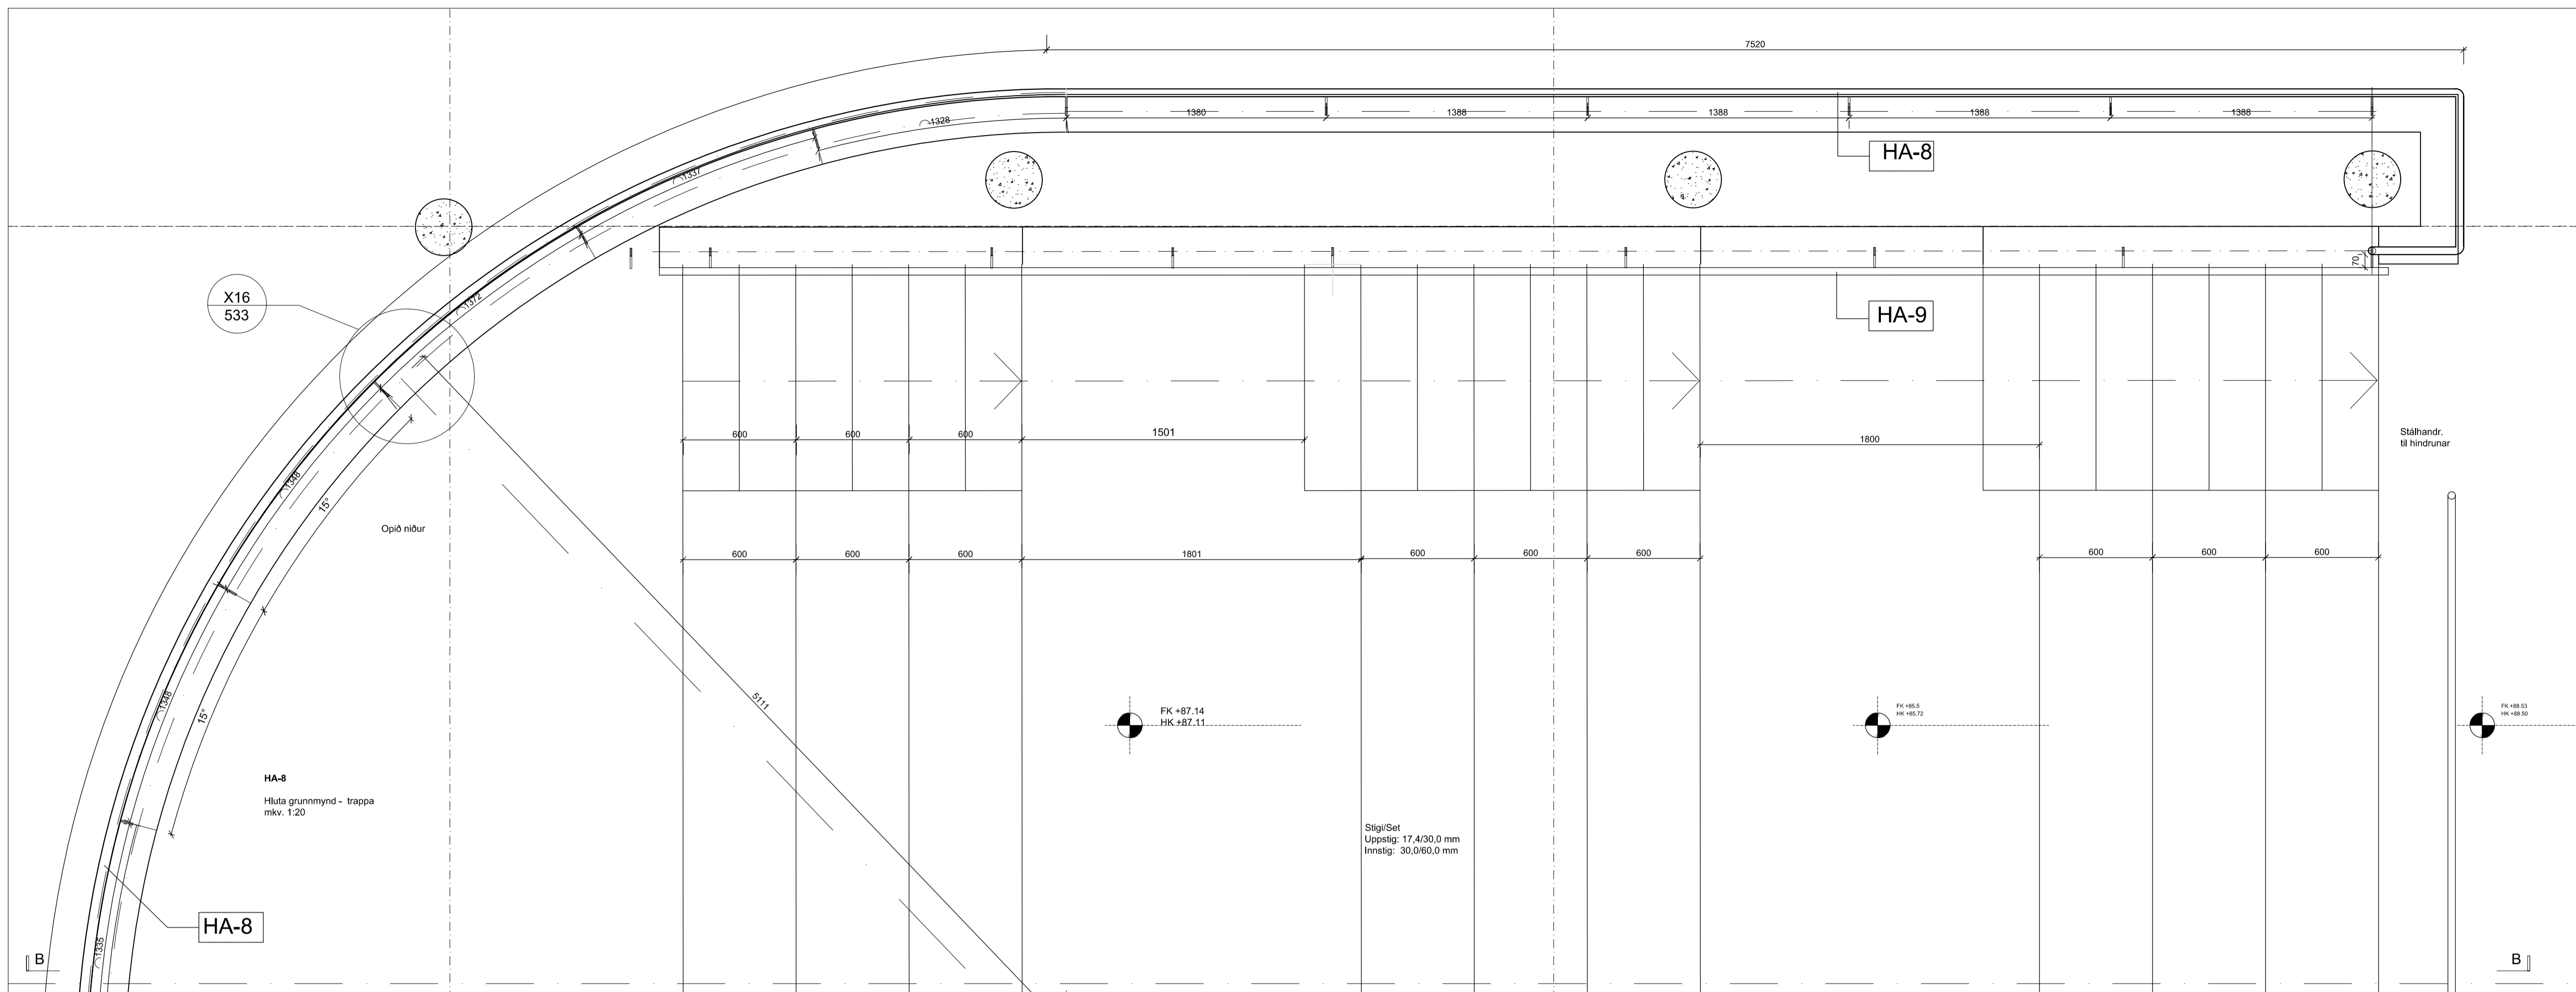 7520
1328
1380
1388
1388
1388
1388
1337
HA-8
70
X16
533
1372
HA-9
600
600
600
1501
1800
Stálhandr.
til hindrunar
1348
15°
Opið niður
600
600
600
1801
600
600
600
600
600
600
1348
15°
5111
FK +87.14
HK +87.11
FK +85.5
HK +85.72
FK +88.53
HK +88.50
HA-8
Hluta grunnmynd - trappa
mkv. 1:20
Stigi/Set
Uppstig: 17,4/30,0 mm
Innstig: 30,0/60,0 mm
HA-8
1335
B
B